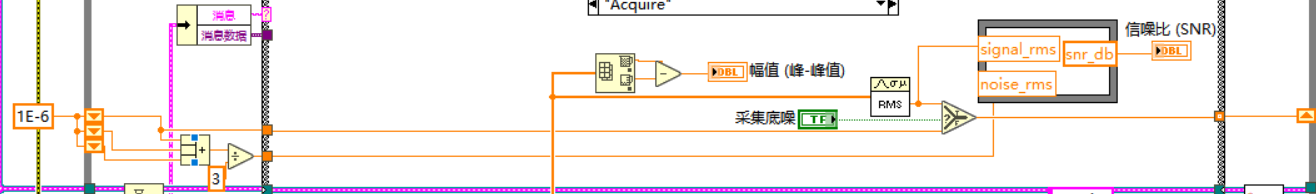 "Acquire"
消息
?
消息数据
信噪比 (SNR)
signal_rms
snr_db
DBL
noise_rms
DBL
幅值 (峰-峰值)
-
σμ
RMS
采集底噪
TF
?
T
F
1E-6
+
÷
3